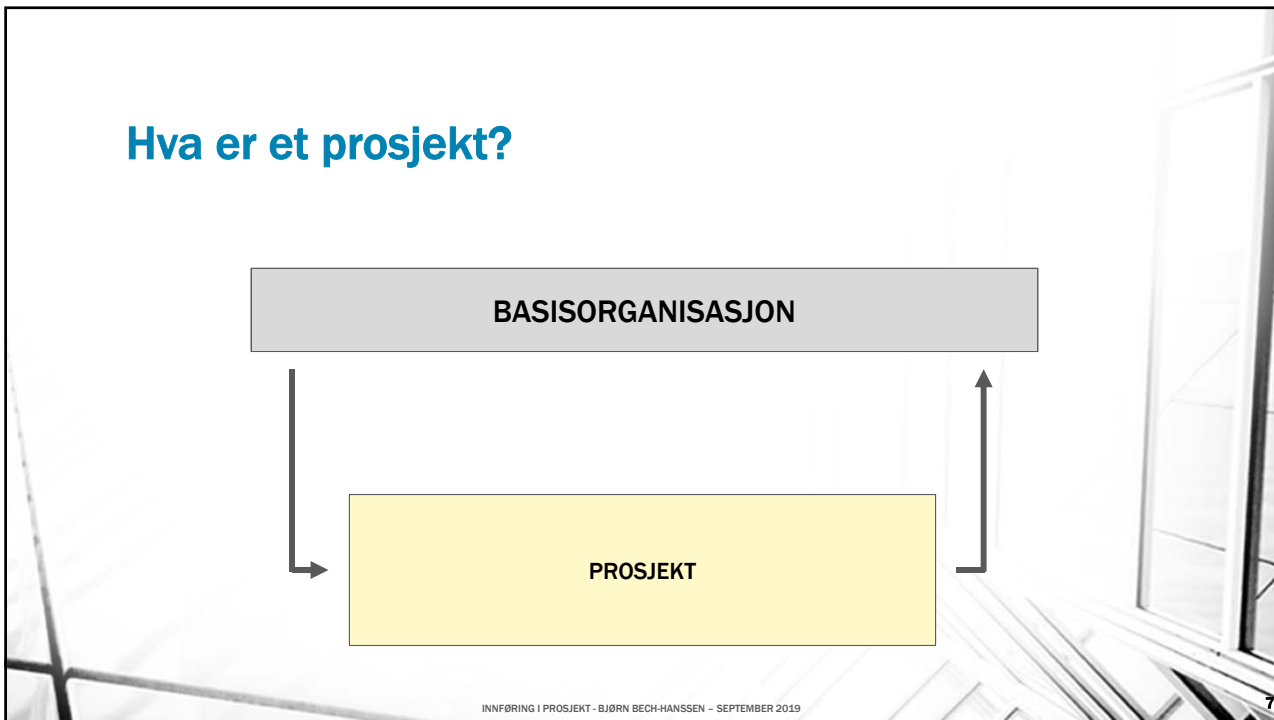 Hva er et prosjekt?
BASISORGANISASJON
PROSJEKT
INNFØRING I PROSJEKT - BJØRN BECH-HANSSEN – SEPTEMBER 2019
7